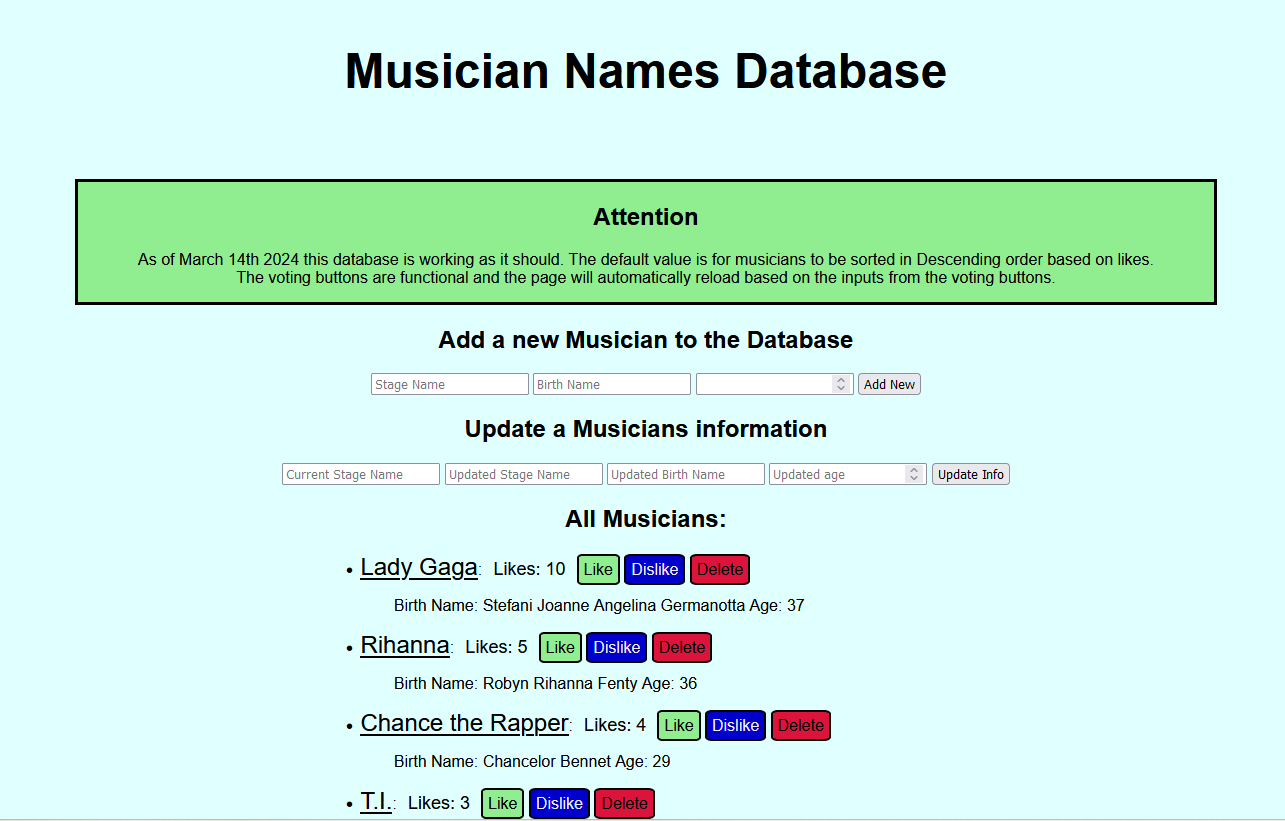 Musician Names Database
Attention
As of March 14th 2024 this database is working as it should. The default value is for musicians to be sorted in Descending order based on likes.
The voting buttons are functional and the page will automatically reload based on the inputs from the voting buttons.
Add a new Musician to the Database
Stage Name Birth Name Add New
Update a Musicians information
Current Stage Name Updated Stage Name Updated Birth Name Updated age Update Info
All Musicians:
• Lady Gaga: Likes: 10 Like Dislike Delete
Birth Name: Stefani Joanne Angelina Germanotta Age: 37
• Rihanna: Likes: 5 Like Dislike Delete
Birth Name: Robyn Rihanna Fenty Age: 36
• Chance the Rapper: Likes: 4 Like Dislike Delete
Birth Name: Chancelor Bennet Age: 29
• T.I.: Likes: 3 Like Dislike Delete